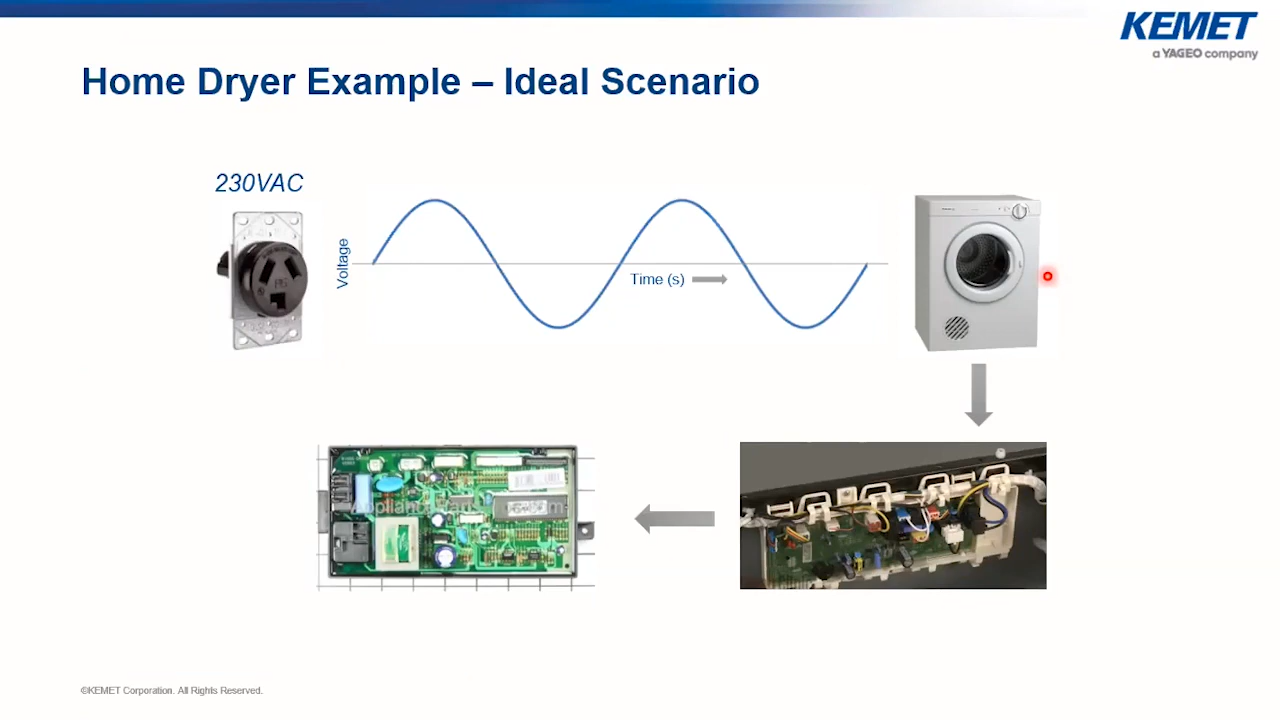 KEMET
a YAGEO company
Home Dryer Example – Ideal Scenario
230VAC
Voltage
Time (s)
©KEMET Corporation. All Rights Reserved.